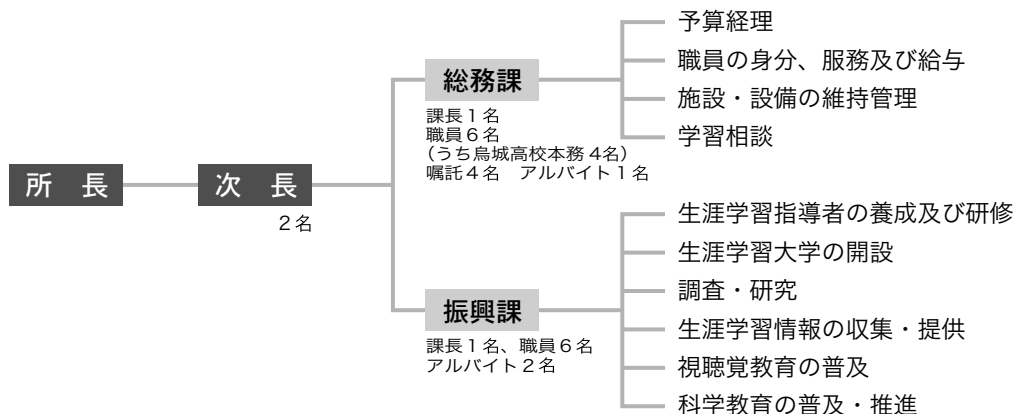 所　長
次　長
2名
総務課
課長1名
職員6名
(うち烏城高校本務 4名)
嘱託4名　アルバイト1名
予算経理
職員の身分、服務及び給与
施設・設備の維持管理
学習相談
振興課
課長1名、職員6名
アルバイト2名
生涯学習指導者の養成及び研修
生涯学習大学の開設
調査・研究
生涯学習情報の収集・提供
視聴覚教育の普及
科学教育の普及・推進